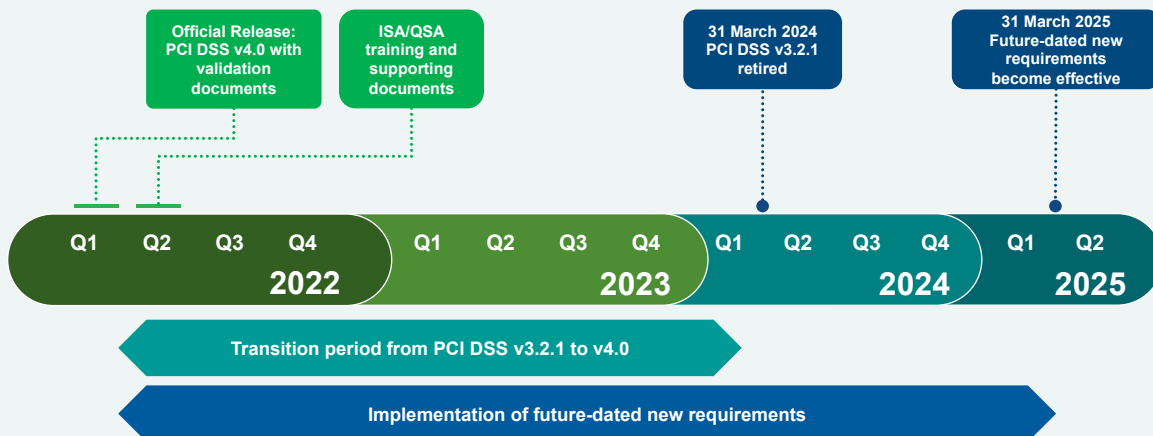 Official Release:
PCI DSS v4.0 with
validation
documents
ISA/QSA
training and
supporting
documents
31 March 2024
PCI DSS v3.2.1
retired
31 March 2025
Future-dated new
requirements
become effective
Q1 Q2 Q3 Q4 Q1 Q2 Q3 Q4 Q1 Q2 Q3 Q4 Q1 Q2
2022 2023 2024 2025
Transition period from PCI DSS v3.2.1 to v4.0
Implementation of future-dated new requirements